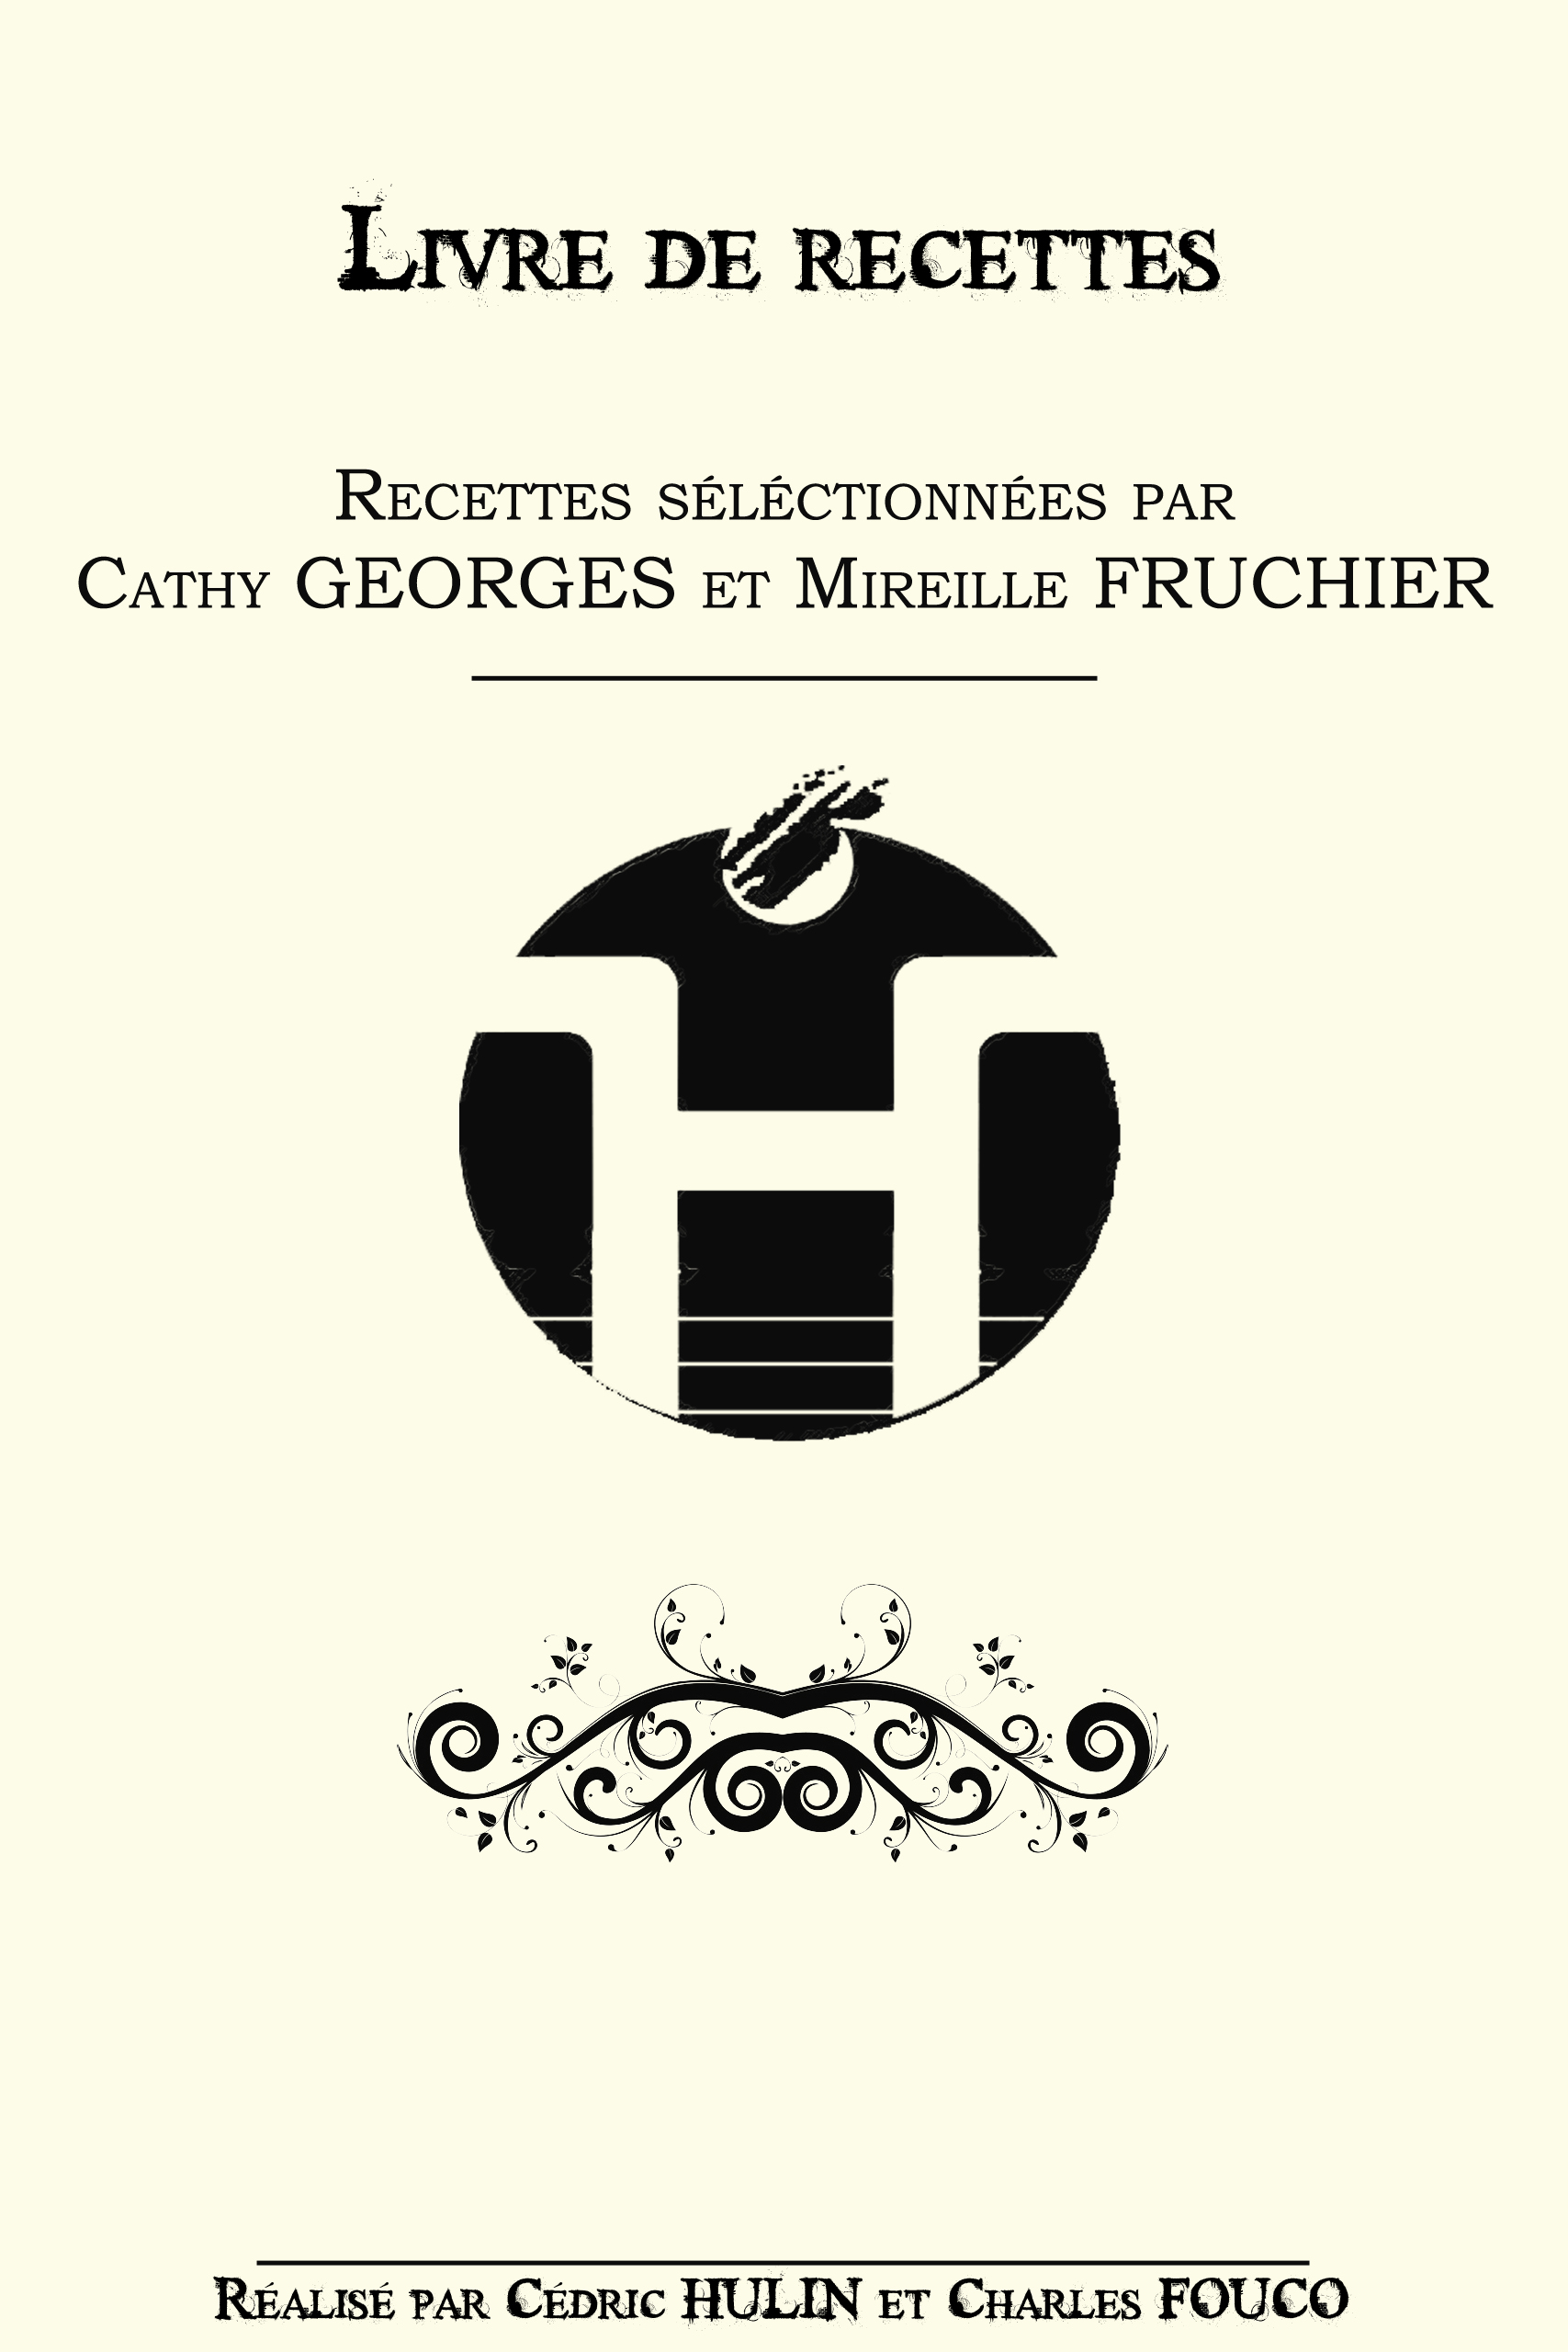 Livre de recettes
Recettes séléctionnées par
Cathy GEORGES et Mireille FRUCHIER
H
Réalisé par Cédric HULIN et Charles FOUCO